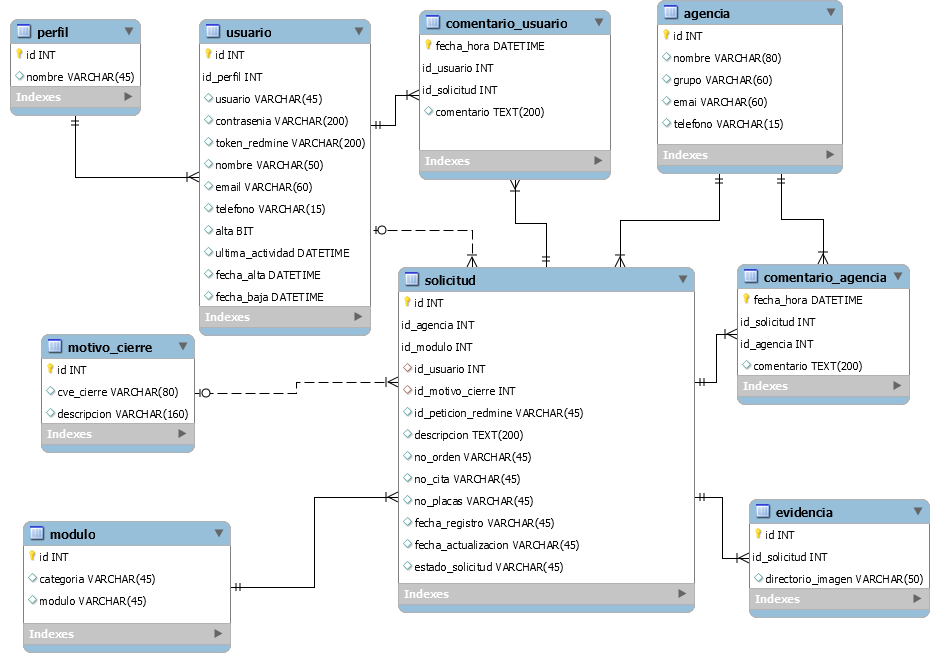 perfil
id INT
nombre VARCHAR(45)
Indexes
usuario
id INT
id_perfil INT
usuario VARCHAR(45)
contrasenia VARCHAR(200)
token_redmine VARCHAR(200)
nombre VARCHAR(50)
email VARCHAR(60)
telefono VARCHAR(15)
alta BIT
ultima_actividad DATETIME
fecha_alta DATETIME
fecha_baja DATETIME
Indexes
comentario_usuario
fecha_hora DATETIME
id_usuario INT
id_solicitud INT
comentario TEXT(200)
Indexes
agencia
id INT
nombre VARCHAR(80)
grupo VARCHAR(60)
emai VARCHAR(60)
telefono VARCHAR(15)
Indexes
motivo_cierre
id INT
cve_cierre VARCHAR(80)
descripcion VARCHAR(160)
Indexes
solicitud
id INT
id_agencia INT
id_modulo INT
id_usuario INT
id_motivo_cierre INT
id_peticion_redmine VARCHAR(45)
descripcion TEXT(200)
no_orden VARCHAR(45)
no_cita VARCHAR(45)
no_placas VARCHAR(45)
fecha_registro VARCHAR(45)
fecha_actualizacion VARCHAR(45)
estado_solicitud VARCHAR(45)
Indexes
comentario_agencia
fecha_hora DATETIME
id_solicitud INT
id_agencia INT
comentario TEXT(200)
Indexes
modulo
id INT
categoria VARCHAR(45)
modulo VARCHAR(45)
Indexes
evidencia
id INT
id_solicitud INT
directorio_imagen VARCHAR(50)
Indexes